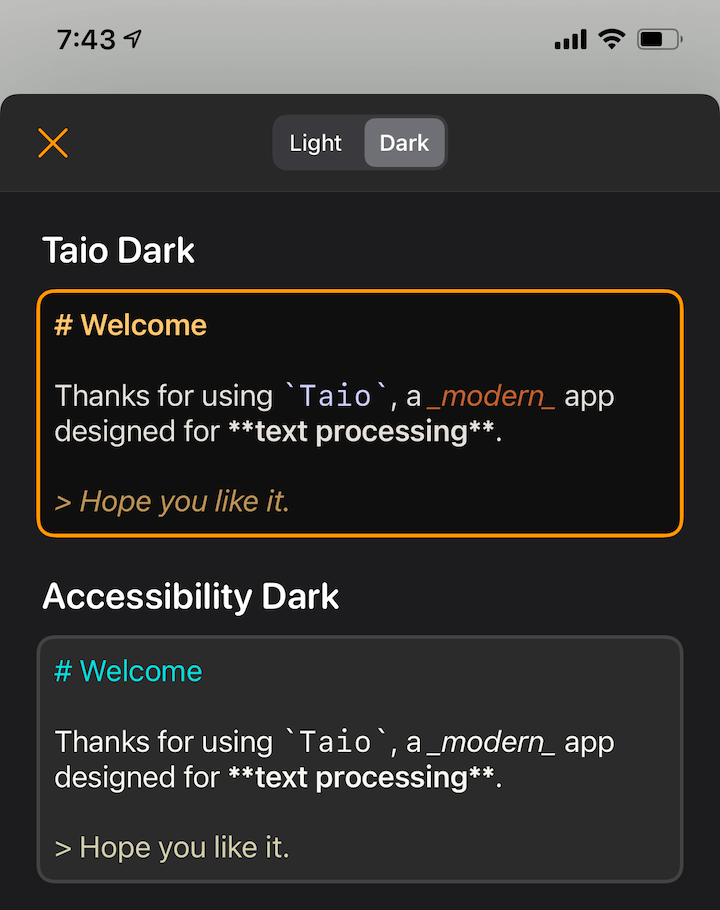 7:43
Light Dark
Taio Dark
# Welcome
Thanks for using `Taio`, a _modern_ app
designed for **text processing**.
> Hope you like it.
Accessibility Dark
# Welcome
Thanks for using `Taio`, a _modern_ app
designed for **text processing**.
> Hope you like it.